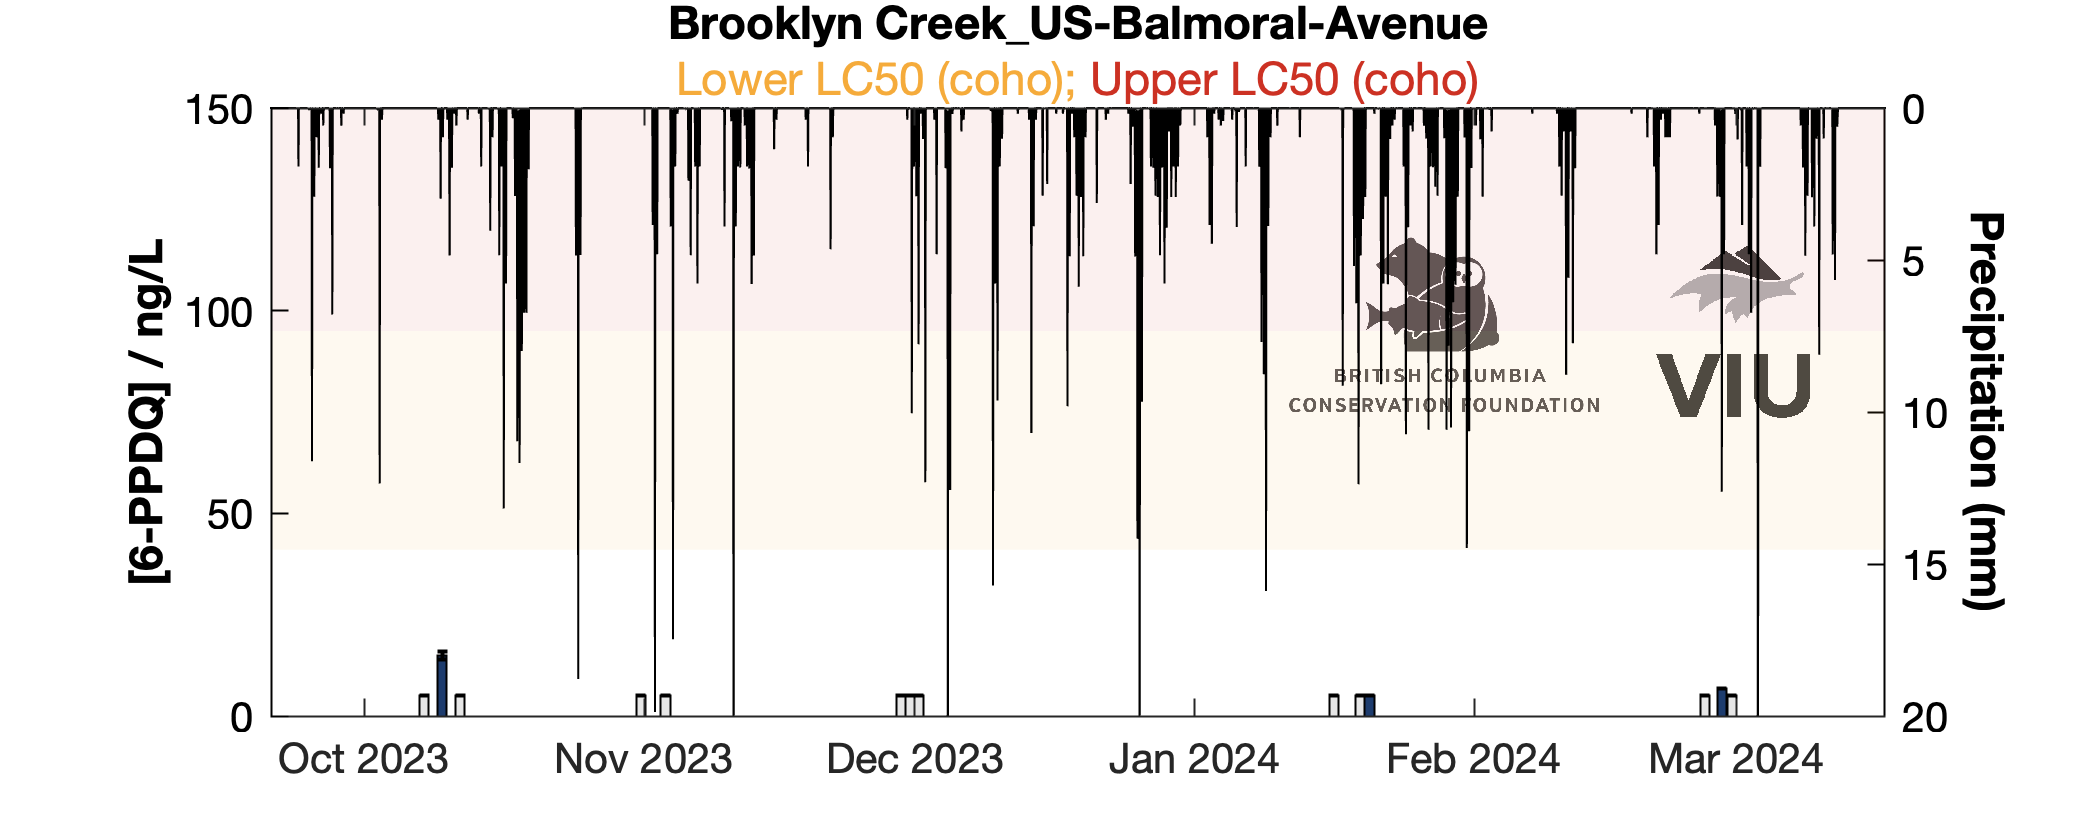 Brooklyn Creek_US-Balmoral-Avenue
Lower LC50 (coho); Upper LC50 (coho)
150
100
50
0
[6-PPDQ] / ng/L
0
5
10
15
20
Precipitation (mm)
BRITISH COLUMBIA
CONSERVATION FOUNDATION
VIU
Oct 2023
Nov 2023
Dec 2023
Jan 2024
Feb 2024
Mar 2024